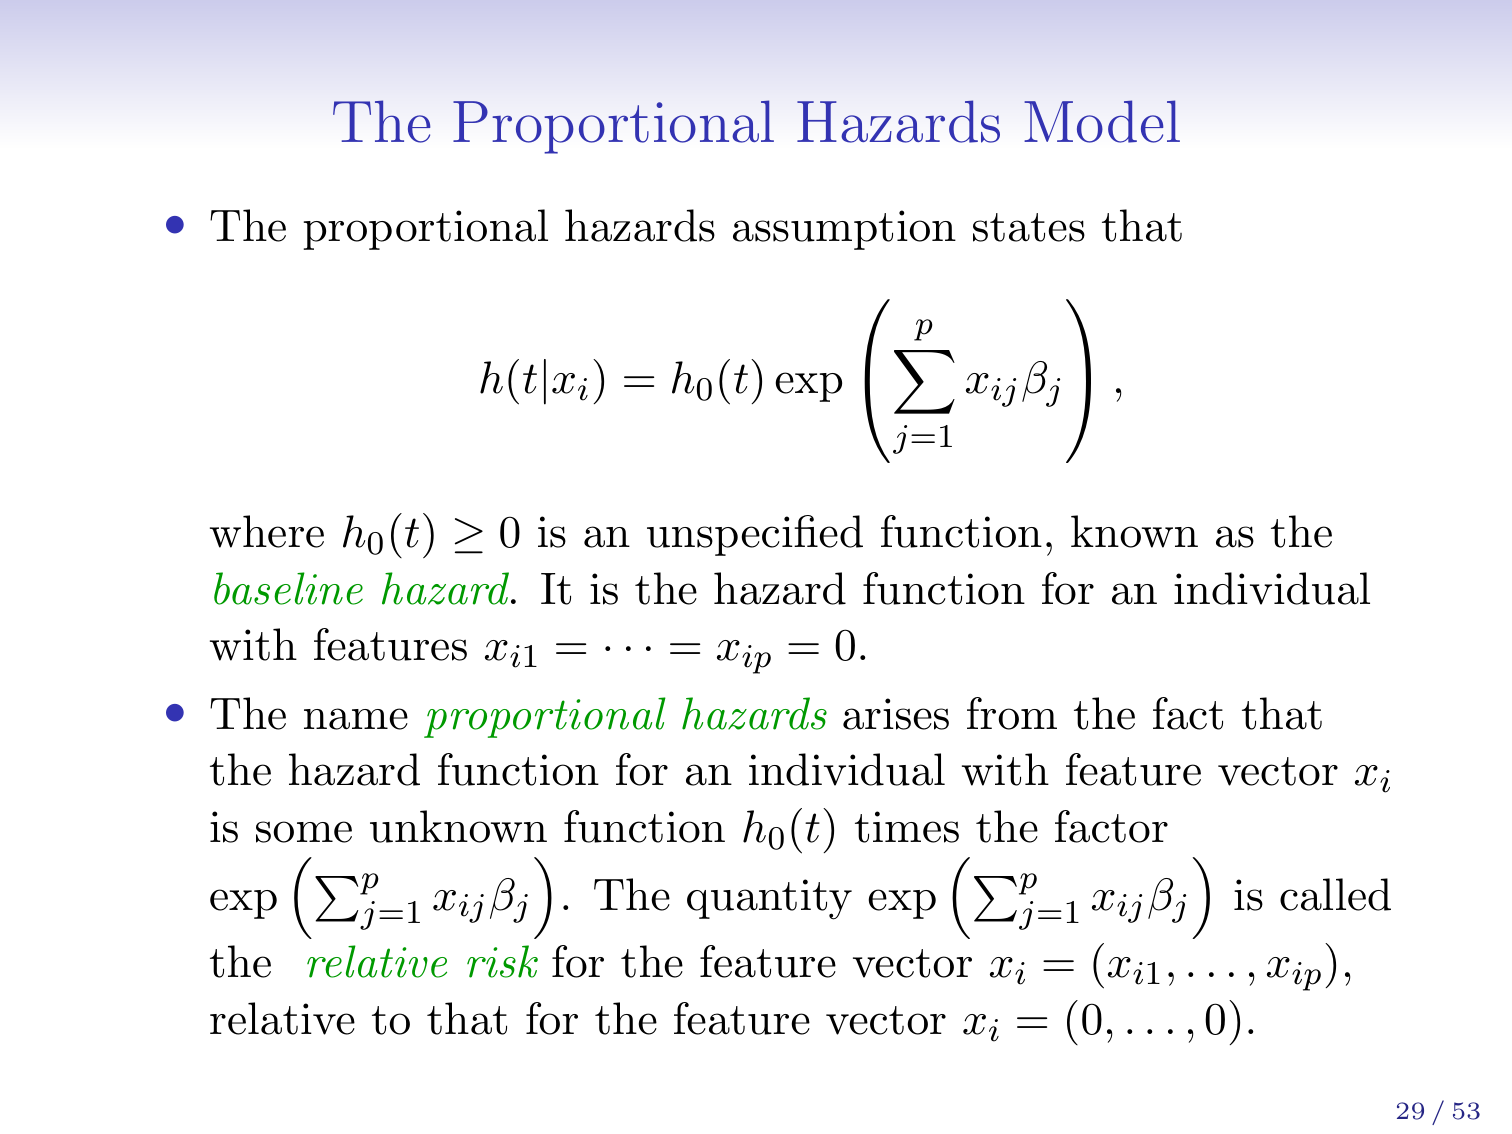 The Proportional Hazards Model
• The proportional hazards assumption states that
h(t|x_i) = h_0(t) exp ( ∑_{j=1}^{p} x_{ij}β_j ) ,
where h_0(t) ≥ 0 is an unspecified function, known as the
baseline hazard. It is the hazard function for an individual
with features x_{i1} = · · · = x_{ip} = 0.
• The name proportional hazards arises from the fact that
the hazard function for an individual with feature vector x_i
is some unknown function h_0(t) times the factor
exp ( ∑_{j=1}^{p} x_{ij}β_j ). The quantity exp ( ∑_{j=1}^{p} x_{ij}β_j ) is called
the relative risk for the feature vector x_i = (x_{i1}, . . . , x_{ip}),
relative to that for the feature vector x_i = (0, . . . , 0).
29 / 53